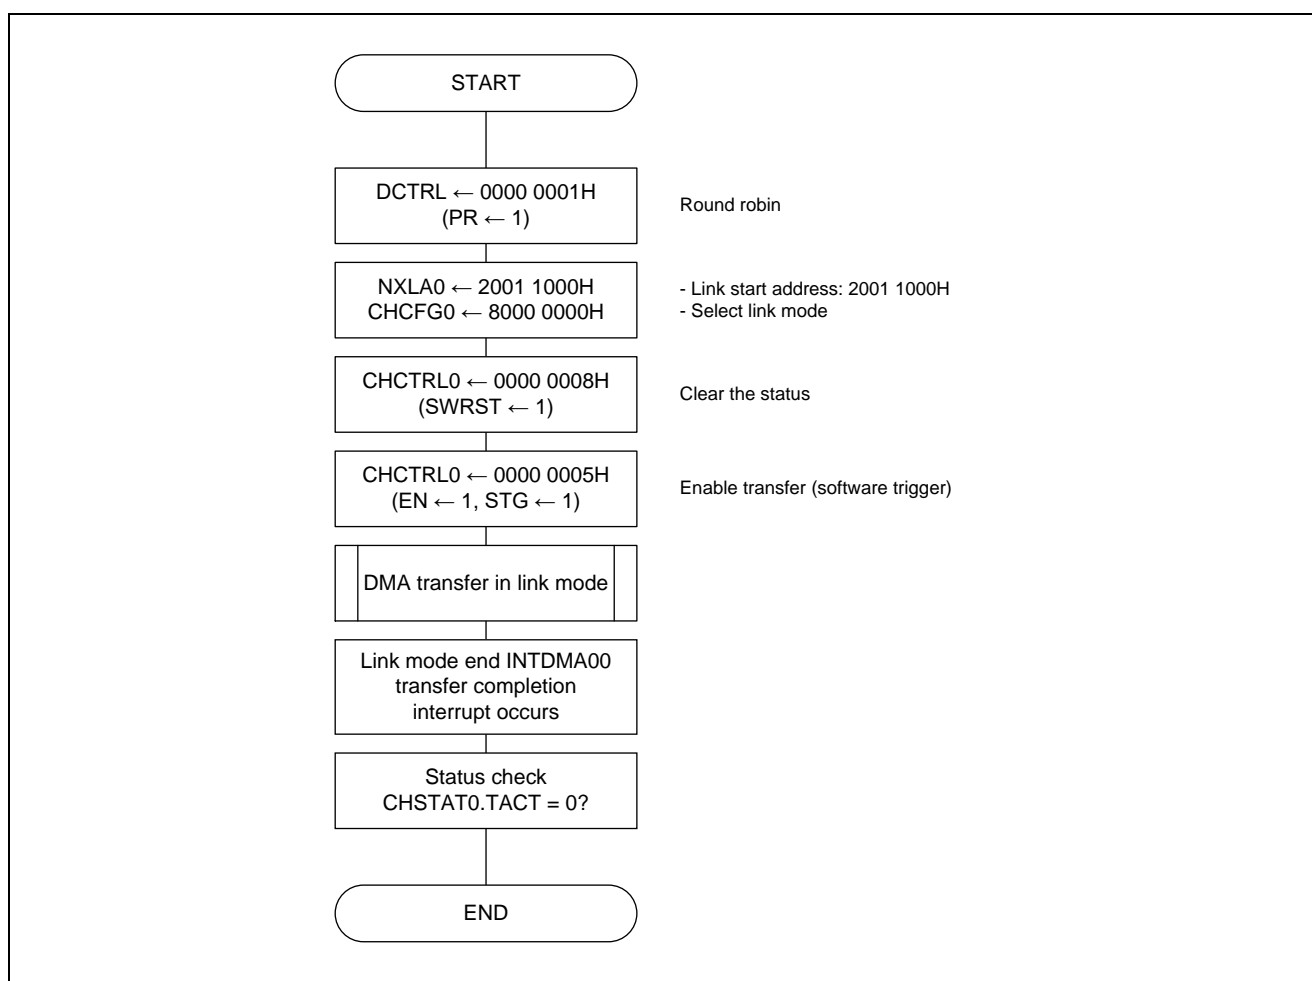 START
DCTRL ← 0000 0001H
(PR ← 1)
Round robin
NXLA0 ← 2001 1000H
CHCFG0 ← 8000 0000H
- Link start address: 2001 1000H
- Select link mode
CHCTRL0 ← 0000 0008H
(SWRST ← 1)
Clear the status
CHCTRL0 ← 0000 0005H
(EN ← 1, STG ← 1)
Enable transfer (software trigger)
DMA transfer in link mode
Link mode end INTDMA00
transfer completion
interrupt occurs
Status check
CHSTAT0.TACT = 0?
END